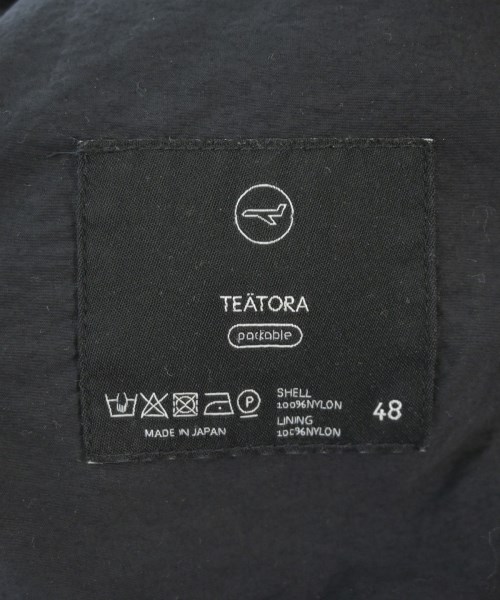 TEÄTORA
packable
P
SHELL
100%NYLON
LINING
100%NYLON
48
MADE IN JAPAN